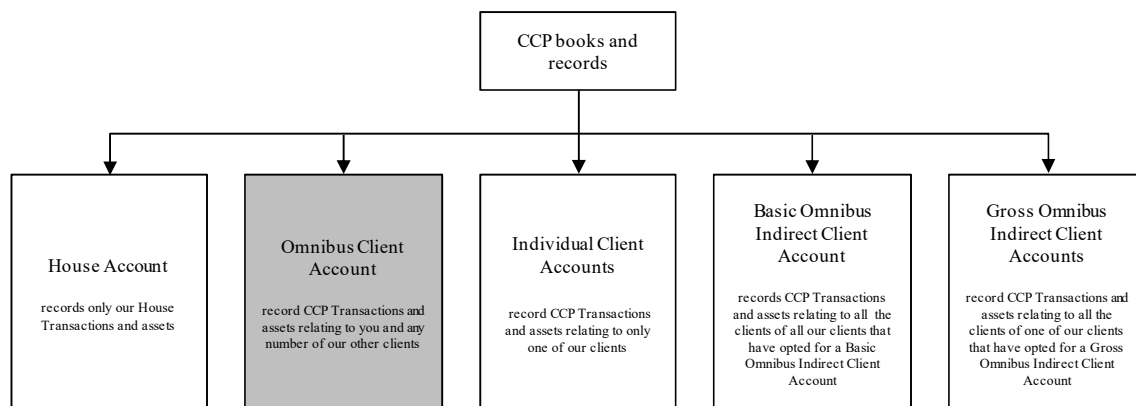 CCP books and
records
House Account
records only our House
Transactions and assets
Omnibus Client
Account
record CCP Transactions and
assets relating to you and any
number of our other clients
Individual Client
Accounts
record CCP Transactions
and assets relating to only
one of our clients
Basic Omnibus
Indirect Client
Account
records CCP Transactions
and assets relating to all the
clients of all our clients that
have opted for a Basic
Omnibus Indirect Client
Account
Gross Omnibus
Indirect Client
Accounts
record CCP Transactions and
assets relating to all the
clients of one of our clients
that have opted for a Gross
Omnibus Indirect Client
Account